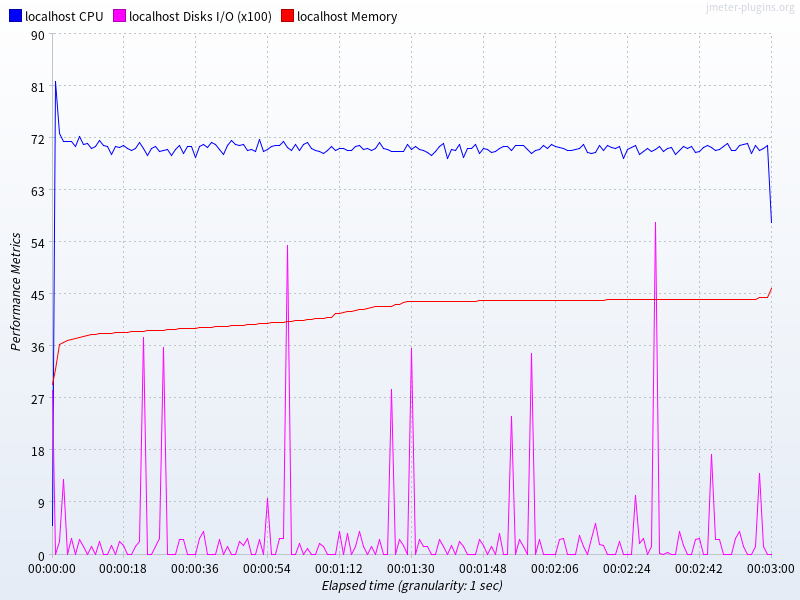 jmeter-plugins.org
localhost CPU localhost Disks I/O (x100) localhost Memory
90
81
72
63
54
45
36
27
18
9
0
Performance Metrics
00:00:00 00:00:18 00:00:36 00:00:54 00:01:12 00:01:30 00:01:48 00:02:06 00:02:24 00:02:42 00:03:00
Elapsed time (granularity: 1 sec)